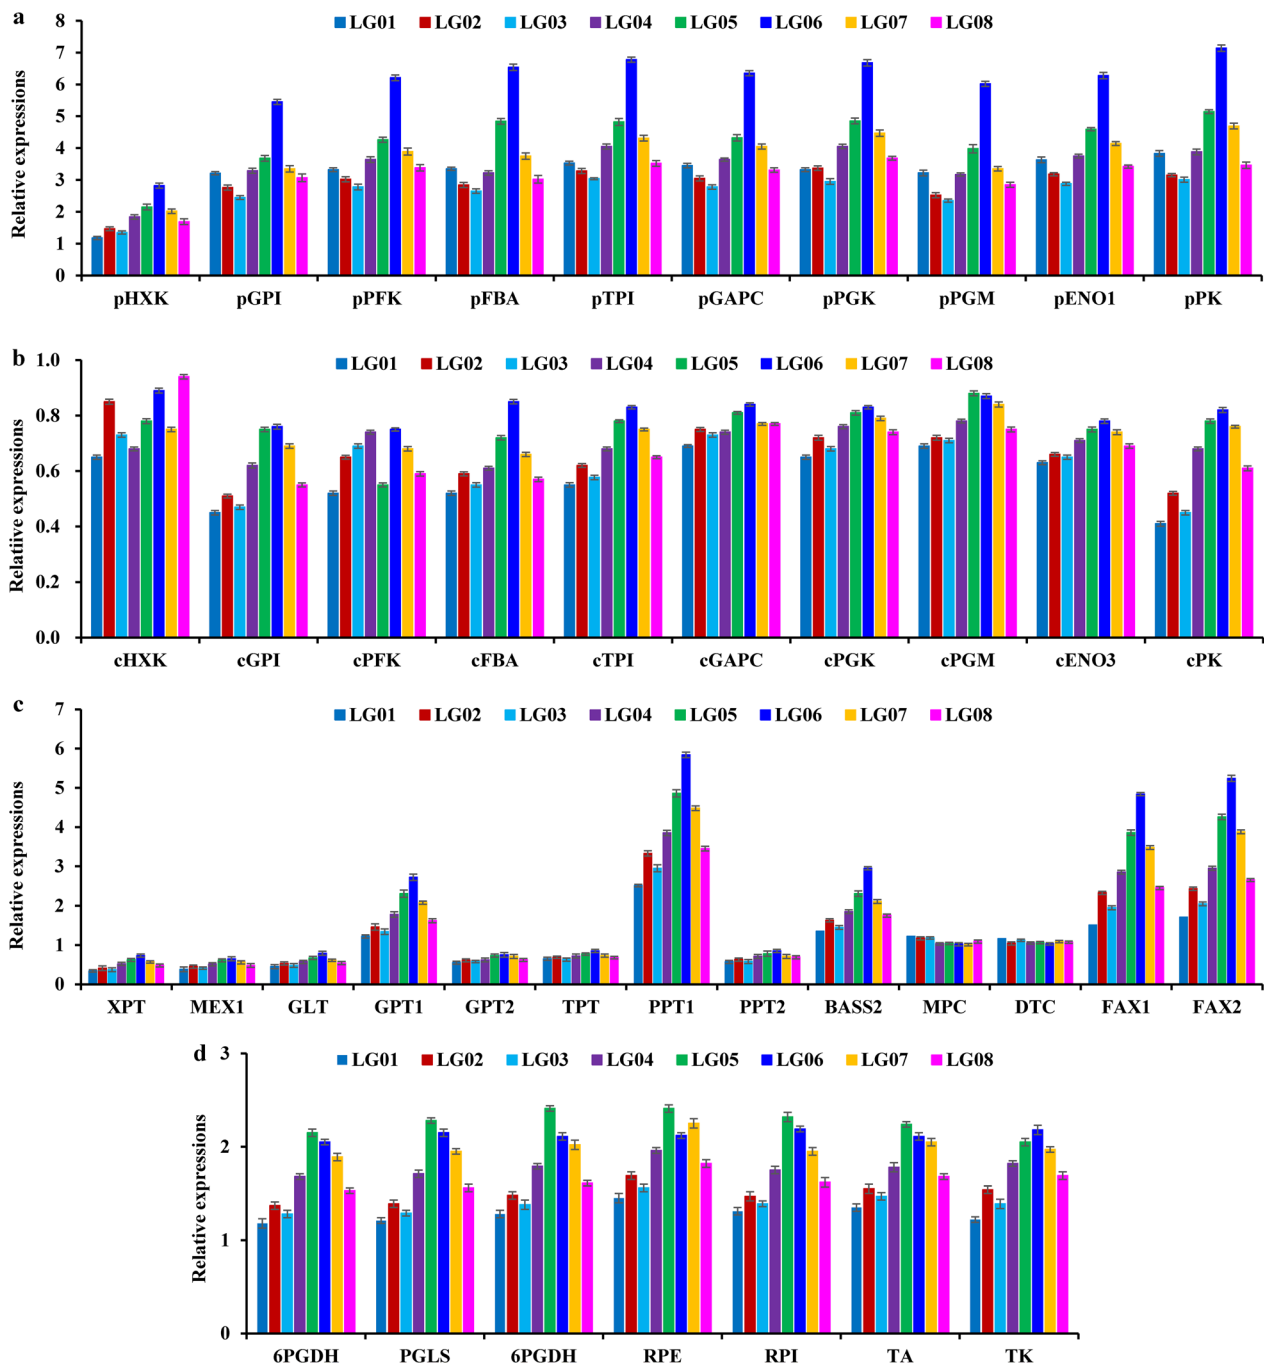 a
LG01 LG02 LG03 LG04 LG05 LG06 LG07 LG08
Relative expressions
8
7
6
5
4
3
2
1
0
pHXK pGPI pPFK pFBA pTPI pGAPC pPGK pPGM pENO1 pPK
b
LG01 LG02 LG03 LG04 LG05 LG06 LG07 LG08
Relatiive expressions
1.0
0.8
0.6
0.4
0.2
0.0
cHXK cGPI cPFK cFBA cTPI cGAPC cPGK cPGM cENO3 cPK
c
LG01 LG02 LG03 LG04 LG05 LG06 LG07 LG08
Relative expressions
7
6
5
4
3
2
1
0
XPT MEX1 GLT GPT1 GPT2 TPT PPT1 PPT2 BASS2 MPC DTC FAX1 FAX2
d
LG01 LG02 LG03 LG04 LG05 LG06 LG07 LG08
Relative expressions
3
2
1
0
6PGDH PGLS 6PGDH RPE RPI TA TK